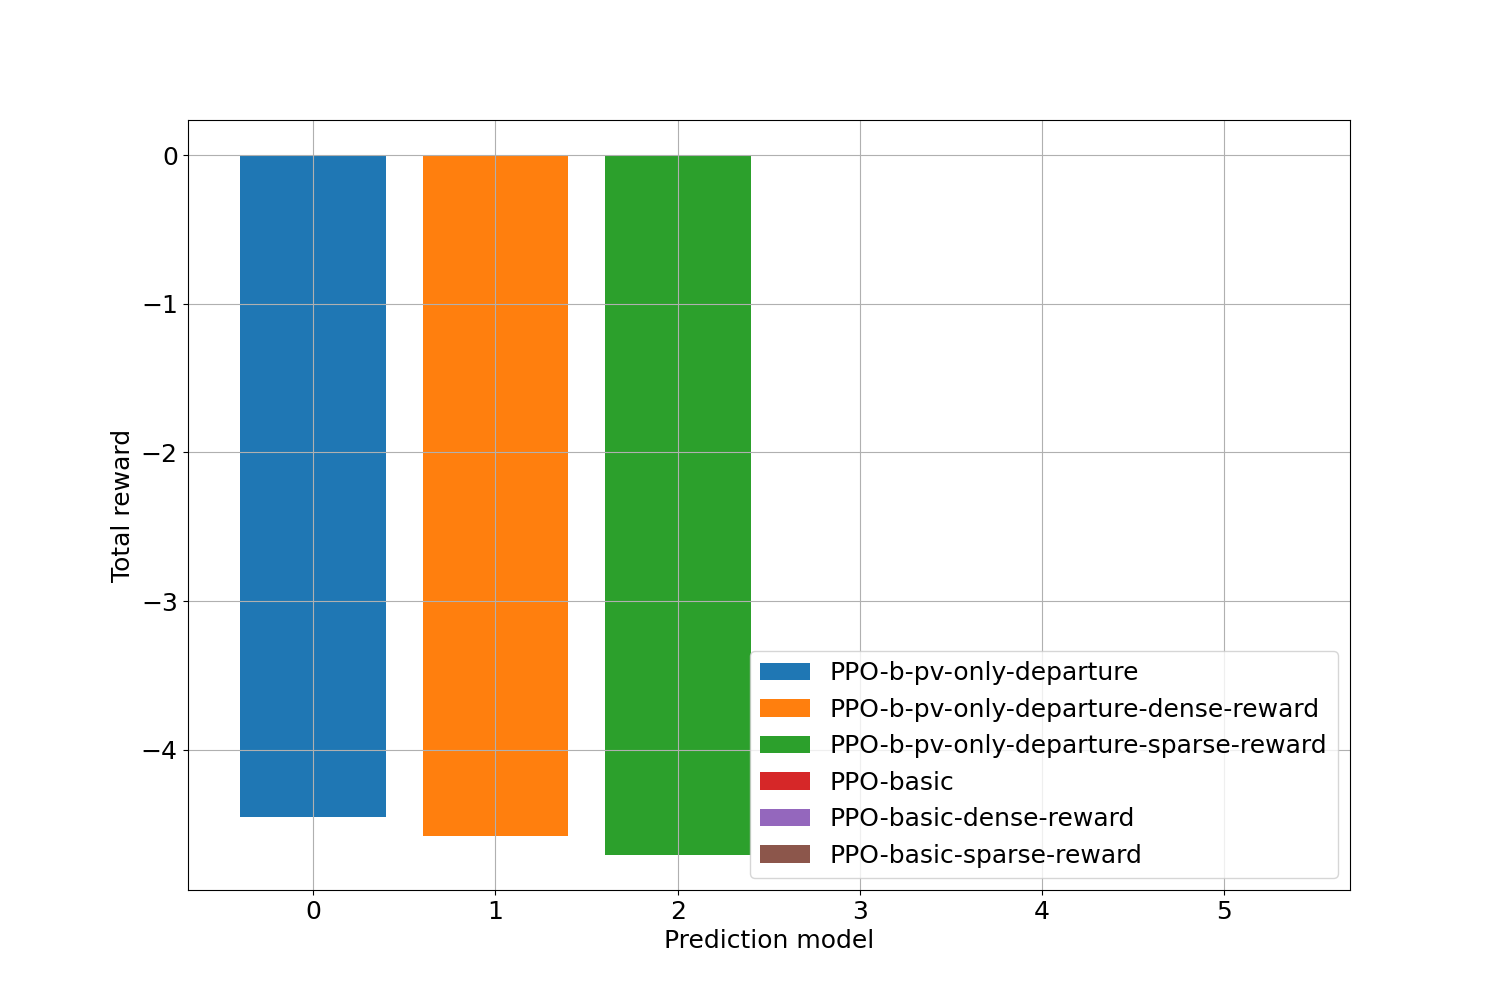 0
−1
−2
−3
−4
Total reward
PPO-b-pv-only-departure
PPO-b-pv-only-departure-dense-reward
PPO-b-pv-only-departure-sparse-reward
PPO-basic
PPO-basic-dense-reward
PPO-basic-sparse-reward
0 1 2 3 4 5
Prediction model